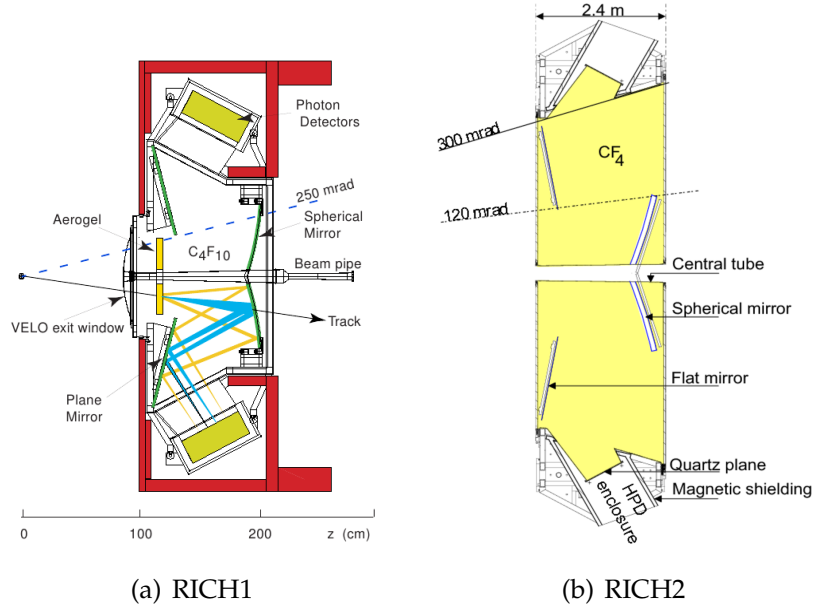 Photon
Detectors
250 mrad
Aerogel
Spherical
Mirror
C4F10
Beam pipe
VELO exit window
Track
Plane
Mirror
0 100 200 z (cm)
(a) RICH1
2.4 m
300 mrad
CF4
120 mrad
Central tube
Spherical mirror
Flat mirror
Quartz plane
Magnetic shielding
HPD
enclosure
(b) RICH2